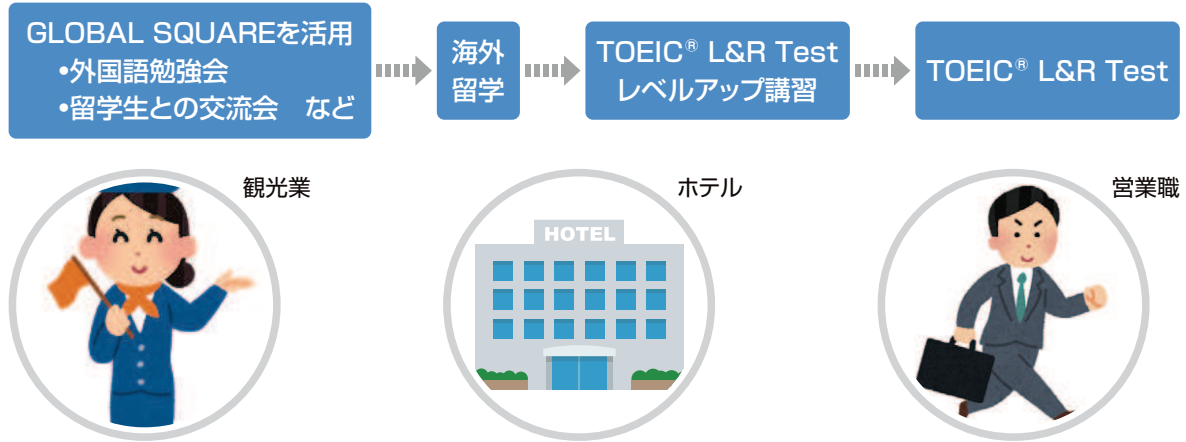 GLOBAL SQUAREを活用
•外国語勉強会
•留学生との交流会　など
海外
留学
TOEIC® L&R Test
レベルアップ講習
TOEIC® L&R Test
観光業
ホテル
営業職
HOTEL